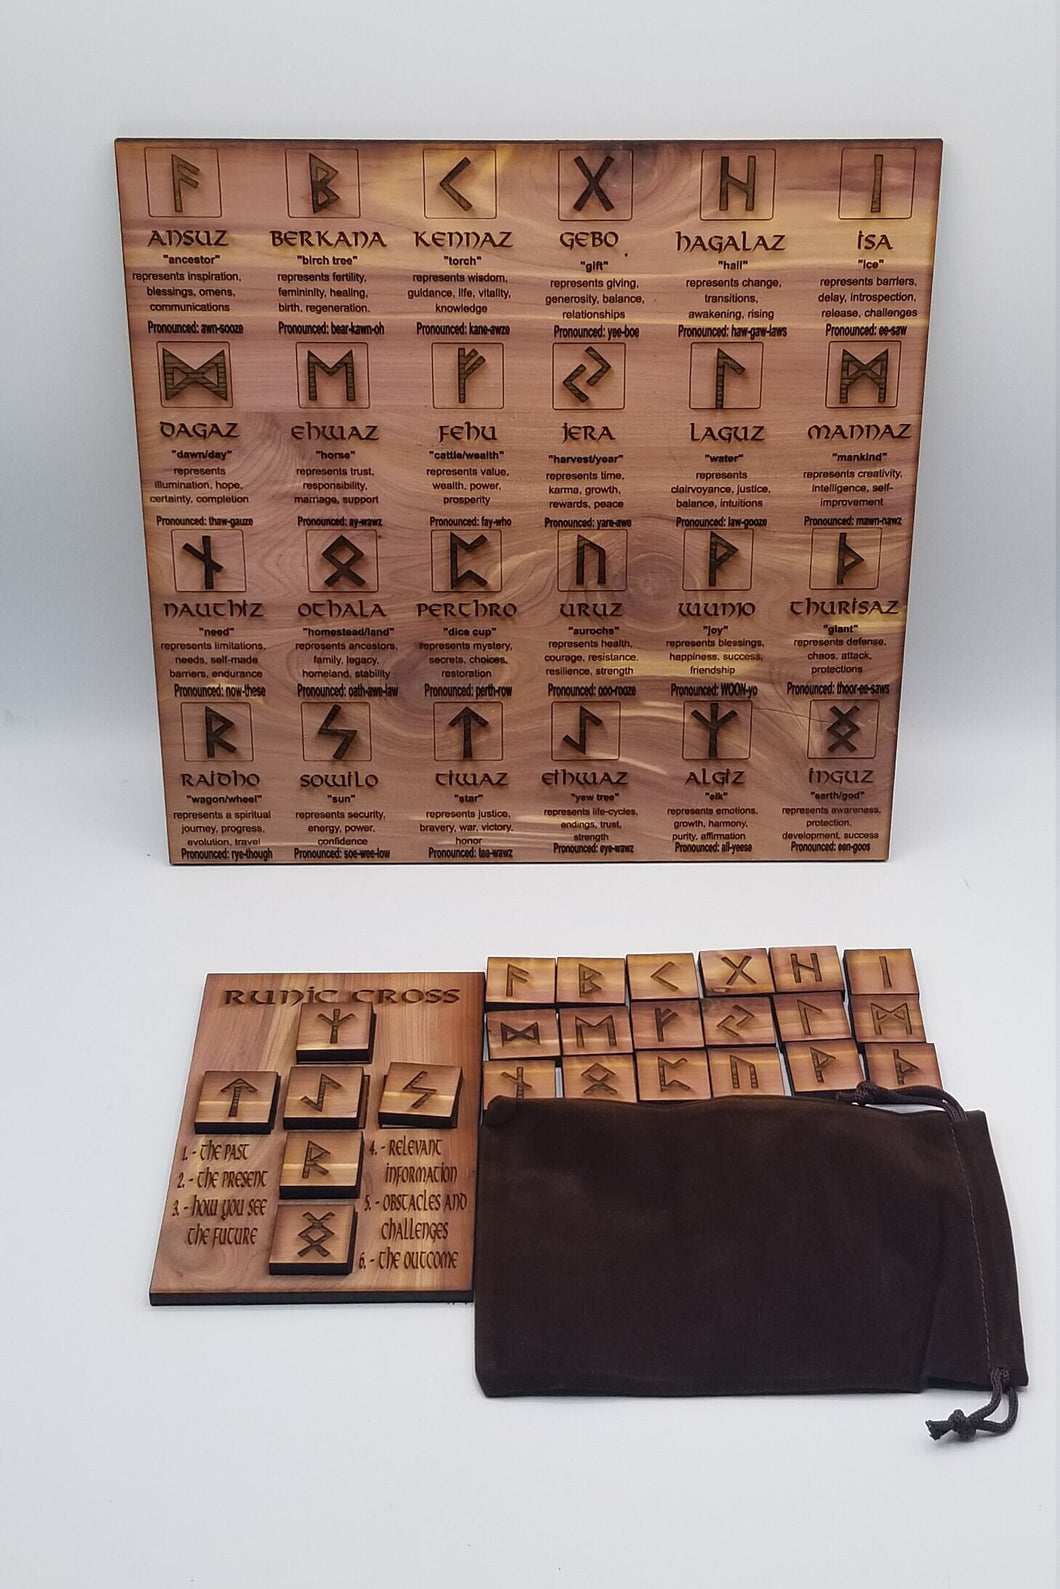 ANSUZ
"ancestor"
represents inspiration,
blessings, omens,
communications
Pronounced: awn-sooze
BERKANA
"birch tree"
represents fertility,
femininity, healing,
birth, regeneration.
Pronounced: bear-kawn-oh
KENNAZ
"torch"
represents wisdom,
guidance, life, vitality,
knowledge
Pronounced: kane-awze
GEBO
"gift"
represents giving,
generosity, balance,
relationships
Pronounced: yee-boe
HAGALAZ
"hail"
represents change,
transitions,
awakening, rising
Pronounced: haw-gaw-laws
ISA
"ice"
represents barriers,
delay, introspection,
release, challenges
Pronounced: ee-saw
DAGAZ
"dawn/day"
represents
illumination, hope,
certainty, completion
Pronounced: thaw-gauze
EHWAZ
"horse"
represents trust,
responsibility,
marriage, support
Pronounced: ay-wawz
FEHU
"cattle/wealth"
represents value,
wealth, power,
prosperity
Pronounced: fay-who
JERA
"harvest/year"
represents time,
karma, growth,
rewards, peace
Pronounced: yare-awe
LAGUZ
"water"
represents
clairvoyance, justice,
balance, intuitions
Pronounced: law-gooze
MANNAZ
"mankind"
represents creativity,
intelligence, self-
improvement
Pronounced: mawn-nawz
NAUTHIZ
"need"
represents limitations,
needs, self-made
barriers, endurance
Pronounced: now-these
OTHALA
"homestead/land"
represents ancestors,
family, legacy,
homeland, stability
Pronounced: oath-awe-law
PERTHRO
"dice cup"
represents mystery,
secrets, choices,
restoration
Pronounced: perth-row
URUZ
"aurochs"
represents health,
courage, resistance.
resilience, strength
Pronounced: ooo-rooze
WUNJO
"joy"
represents blessings,
happiness, success,
friendship
Pronounced: WOON-yo
THURISAZ
"giant"
represents defense,
chaos, attack,
protections
Pronounced: thoor-ee-saws
RAIDHO
"wagon/wheel"
represents a spiritual
journey, progress,
evolution, travel
Pronounced: rye-though
SOWILO
"sun"
represents security,
energy, power,
confidence
Pronounced: soe-wee-low
TIWAZ
"star"
represents justice,
bravery, war, victory.
honor
Pronounced: tea-wawz
EIHWAZ
"yew tree"
represents life-cycles,
endings, trust,
strength
Pronounced: eye-wawz
ALGIZ
"elk"
represents emotions,
growth, harmony,
purity, affirmation
Pronounced: all-yeese
INGUZ
"earth/god"
represents awareness,
protection,
development, success
Pronounced: een-goos
RUNIC CROSS
ᛉ
ᛏ ᛇ ᛊ
ᚱ
ᛝ
1. - THE PAST
2. - THE PRESENT
3. - HOW YOU SEE
THE FUTURE
4. - RELEVANT
INFORMATION
5. - OBSTACLES AND
CHALLENGES
6. - THE OUTCOME
ᚨ ᛒ ᚲ ᚷ ᚺ ᛁ
ᛞ ᛖ ᚠ ᛃ ᛚ ᛗ
ᚾ ᛟ ᛈ ᚢ ᚹ ᚦ